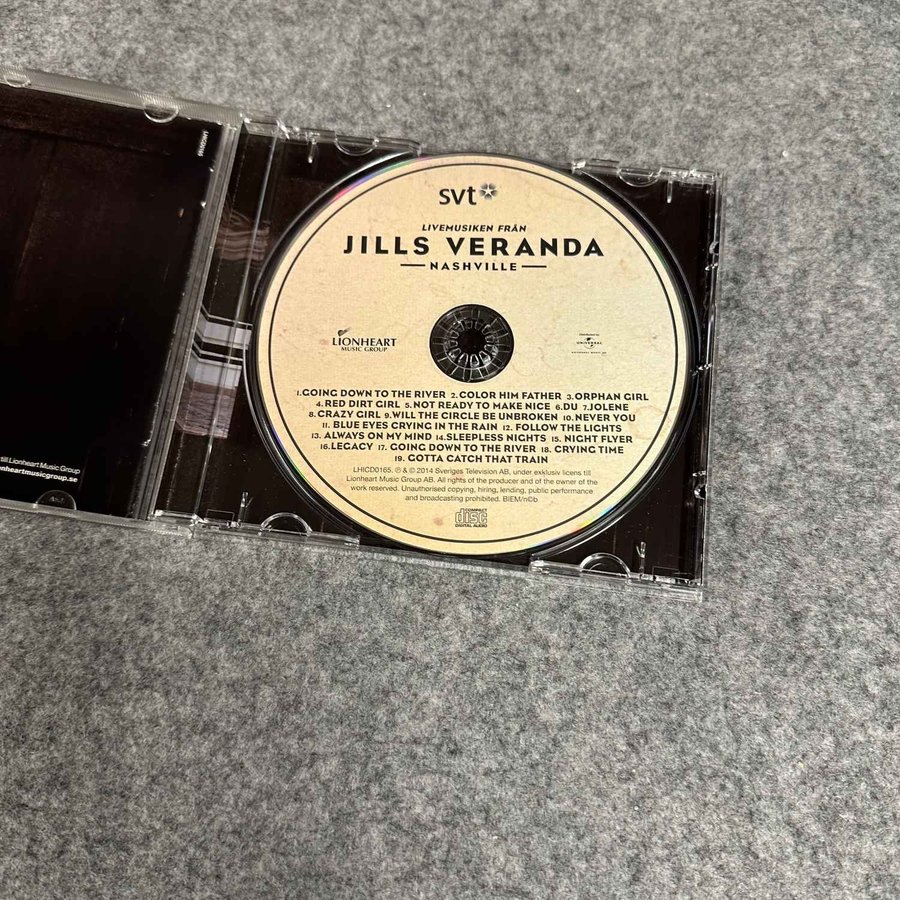 svt
LIVEMUSIKEN FRÅN
JILLS VERANDA
NASHVILLE
LIONHEART
MUSIC GROUP
Distributed by
UNIVERSAL
1.GOING DOWN TO THE RIVER 2.COLOR HIM FATHER 3.ORPHAN GIRL
4.RED DIRT GIRL 5.NOT READY TO MAKE NICE 6.DU 7.JOLENE
8.CRAZY GIRL 9.WILL THE CIRCLE BE UNBROKEN 10.NEVER YOU
11.BLUE EYES CRYING IN THE RAIN 12.FOLLOW THE LIGHTS
13.ALWAYS ON MY MIND 14.SLEEPLESS NIGHTS 15.NIGHT FLYER
16.LEGACY 17.GOING DOWN TO THE RIVER 18.CRYING TIME
19.GOTTA CATCH THAT TRAIN
LHICD0165. ℗ & © 2014 Sveriges Television AB, under exklusiv licens till
Lionheart Music Group AB. All rights of the producer and of the owner of the
work reserved. Unauthorised copying, hiring, lending, public performance
and broadcasting prohibited. BIEM/n©b
COMPACT
disc
DIGITAL AUDIO
till Lionheart Music Group
onheartmusicgroup.se